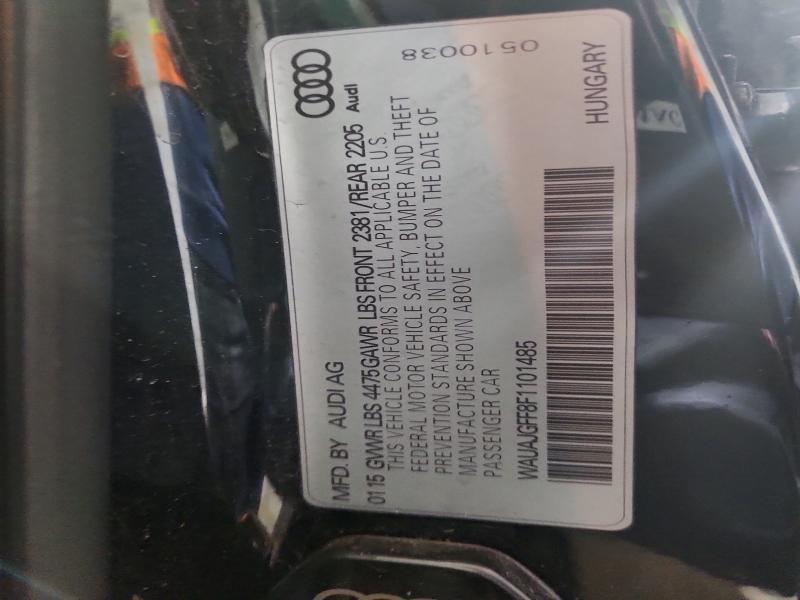 MFD. BY AUDI AG
01 15 GVWR LBS 4475 GAWR LBS FRONT 2381/REAR 2205
Audi
THIS VEHICLE CONFORMS TO ALL APPLICABLE U.S.
FEDERAL MOTOR VEHICLE SAFETY, BUMPER AND THEFT
PREVENTION STANDARDS IN EFFECT ON THE DATE OF
MANUFACTURE SHOWN ABOVE
PASSENGER CAR
WAUAJGFF8F1101485
HUNGARY
0510038